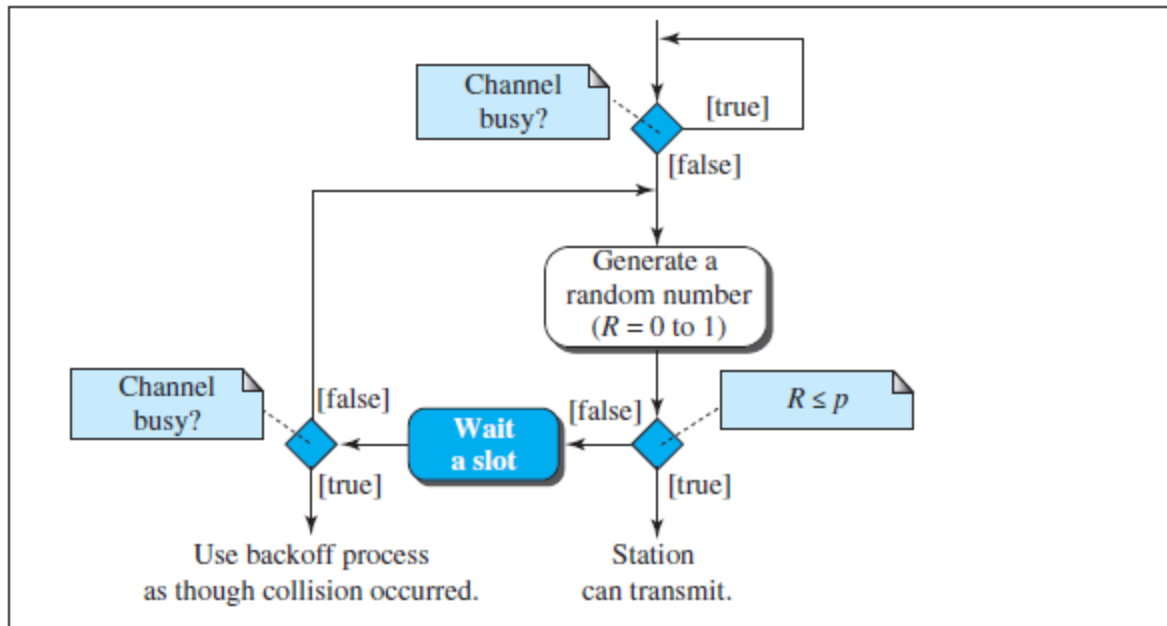 Channel
busy?
[true]
[false]
Generate a
random number
(R = 0 to 1)
Channel
busy?
[false]
Wait
a slot
[false]
R ≤ p
[true]
[true]
Use backoff process
as though collision occurred.
Station
can transmit.